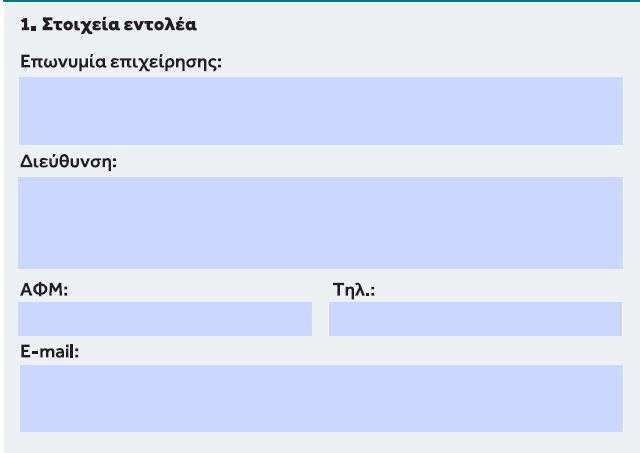 1. Στοιχεία εντολέα
Επωνυμία επιχείρησης:
Διεύθυνση:
ΑΦΜ: Τηλ.:
E-mail: